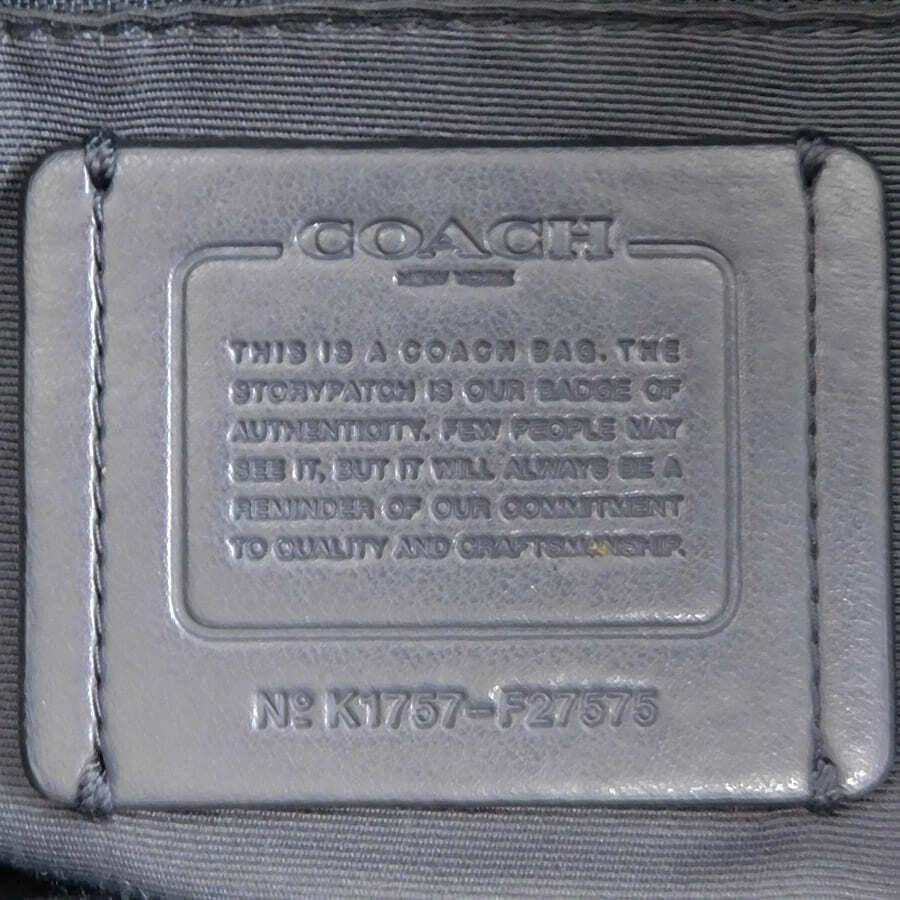 COACH
NEW YORK
THIS IS A COACH BAG. THE
STORYPATCH IS OUR BADGE OF
AUTHENTICITY. FEW PEOPLE MAY
SEE IT, BUT IT WILL ALWAYS BE A
REMINDER OF OUR COMMITMENT
TO QUALITY AND CRAFTSMANSHIP.
Nº K1757-F27575